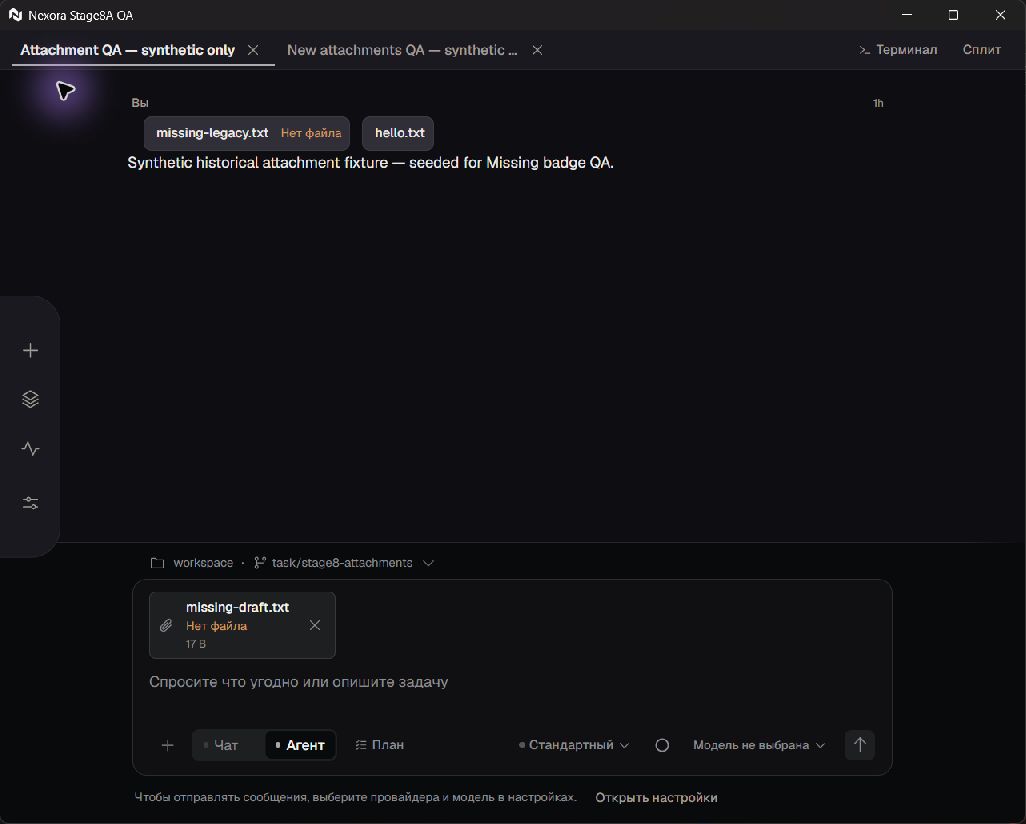 Nexora Stage8A QA
Attachment QA — synthetic only
New attachments QA — synthetic ...
Терминал
Сплит
Вы
1h
missing-legacy.txt Нет файла
hello.txt
Synthetic historical attachment fixture — seeded for Missing badge QA.
workspace · task/stage8-attachments
missing-draft.txt
Нет файла
17 B
Спросите что угодно или опишите задачу
Чат
Агент
План
Стандартный
Модель не выбрана
Чтобы отправлять сообщения, выберите провайдера и модель в настройках. Открыть настройки